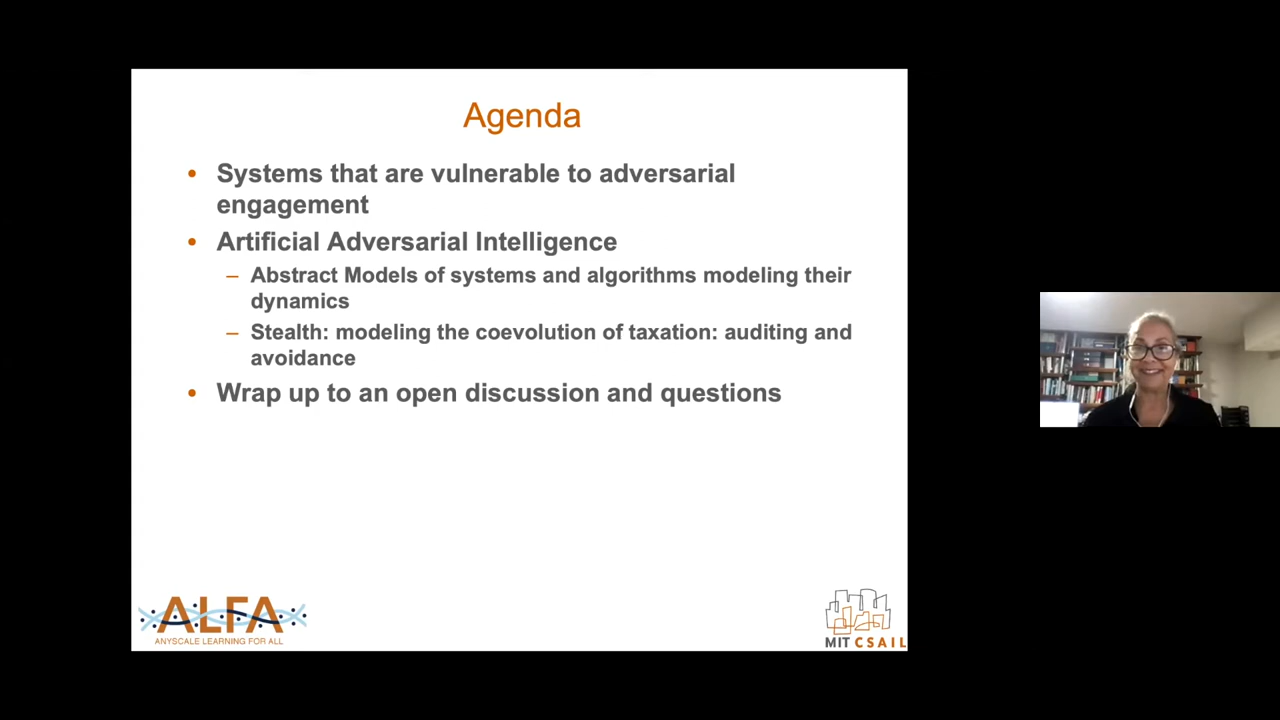 Agenda
• Systems that are vulnerable to adversarial
engagement
• Artificial Adversarial Intelligence
– Abstract Models of systems and algorithms modeling their
dynamics
– Stealth: modeling the coevolution of taxation: auditing and
avoidance
• Wrap up to an open discussion and questions
ALFA
ANYSCALE LEARNING FOR ALL
MIT CSAIL